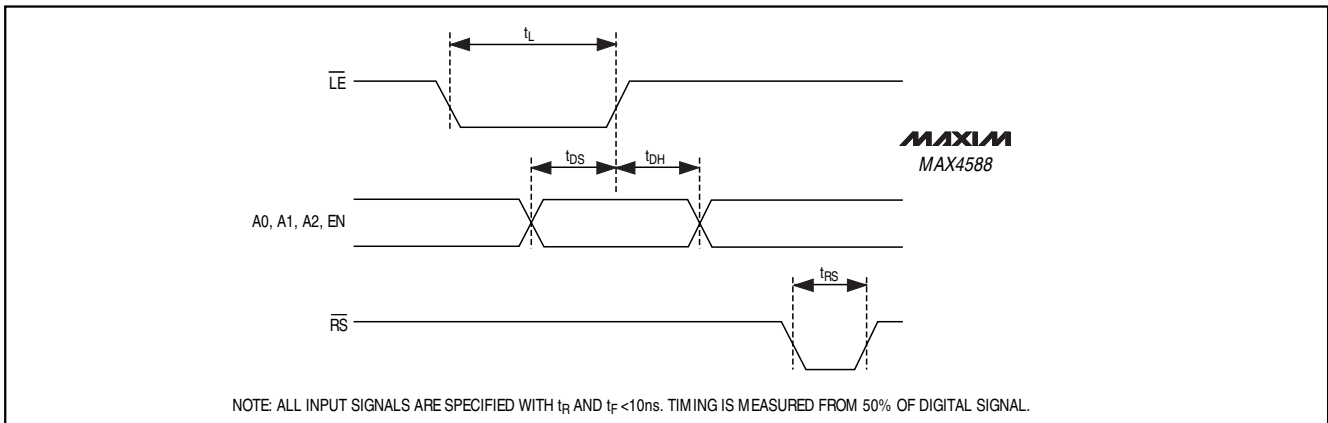 tL
LE
MAXIM
MAX4588
tDS
tDH
A0, A1, A2, EN
tRS
RS
NOTE: ALL INPUT SIGNALS ARE SPECIFIED WITH tR AND tF <10ns. TIMING IS MEASURED FROM 50% OF DIGITAL SIGNAL.